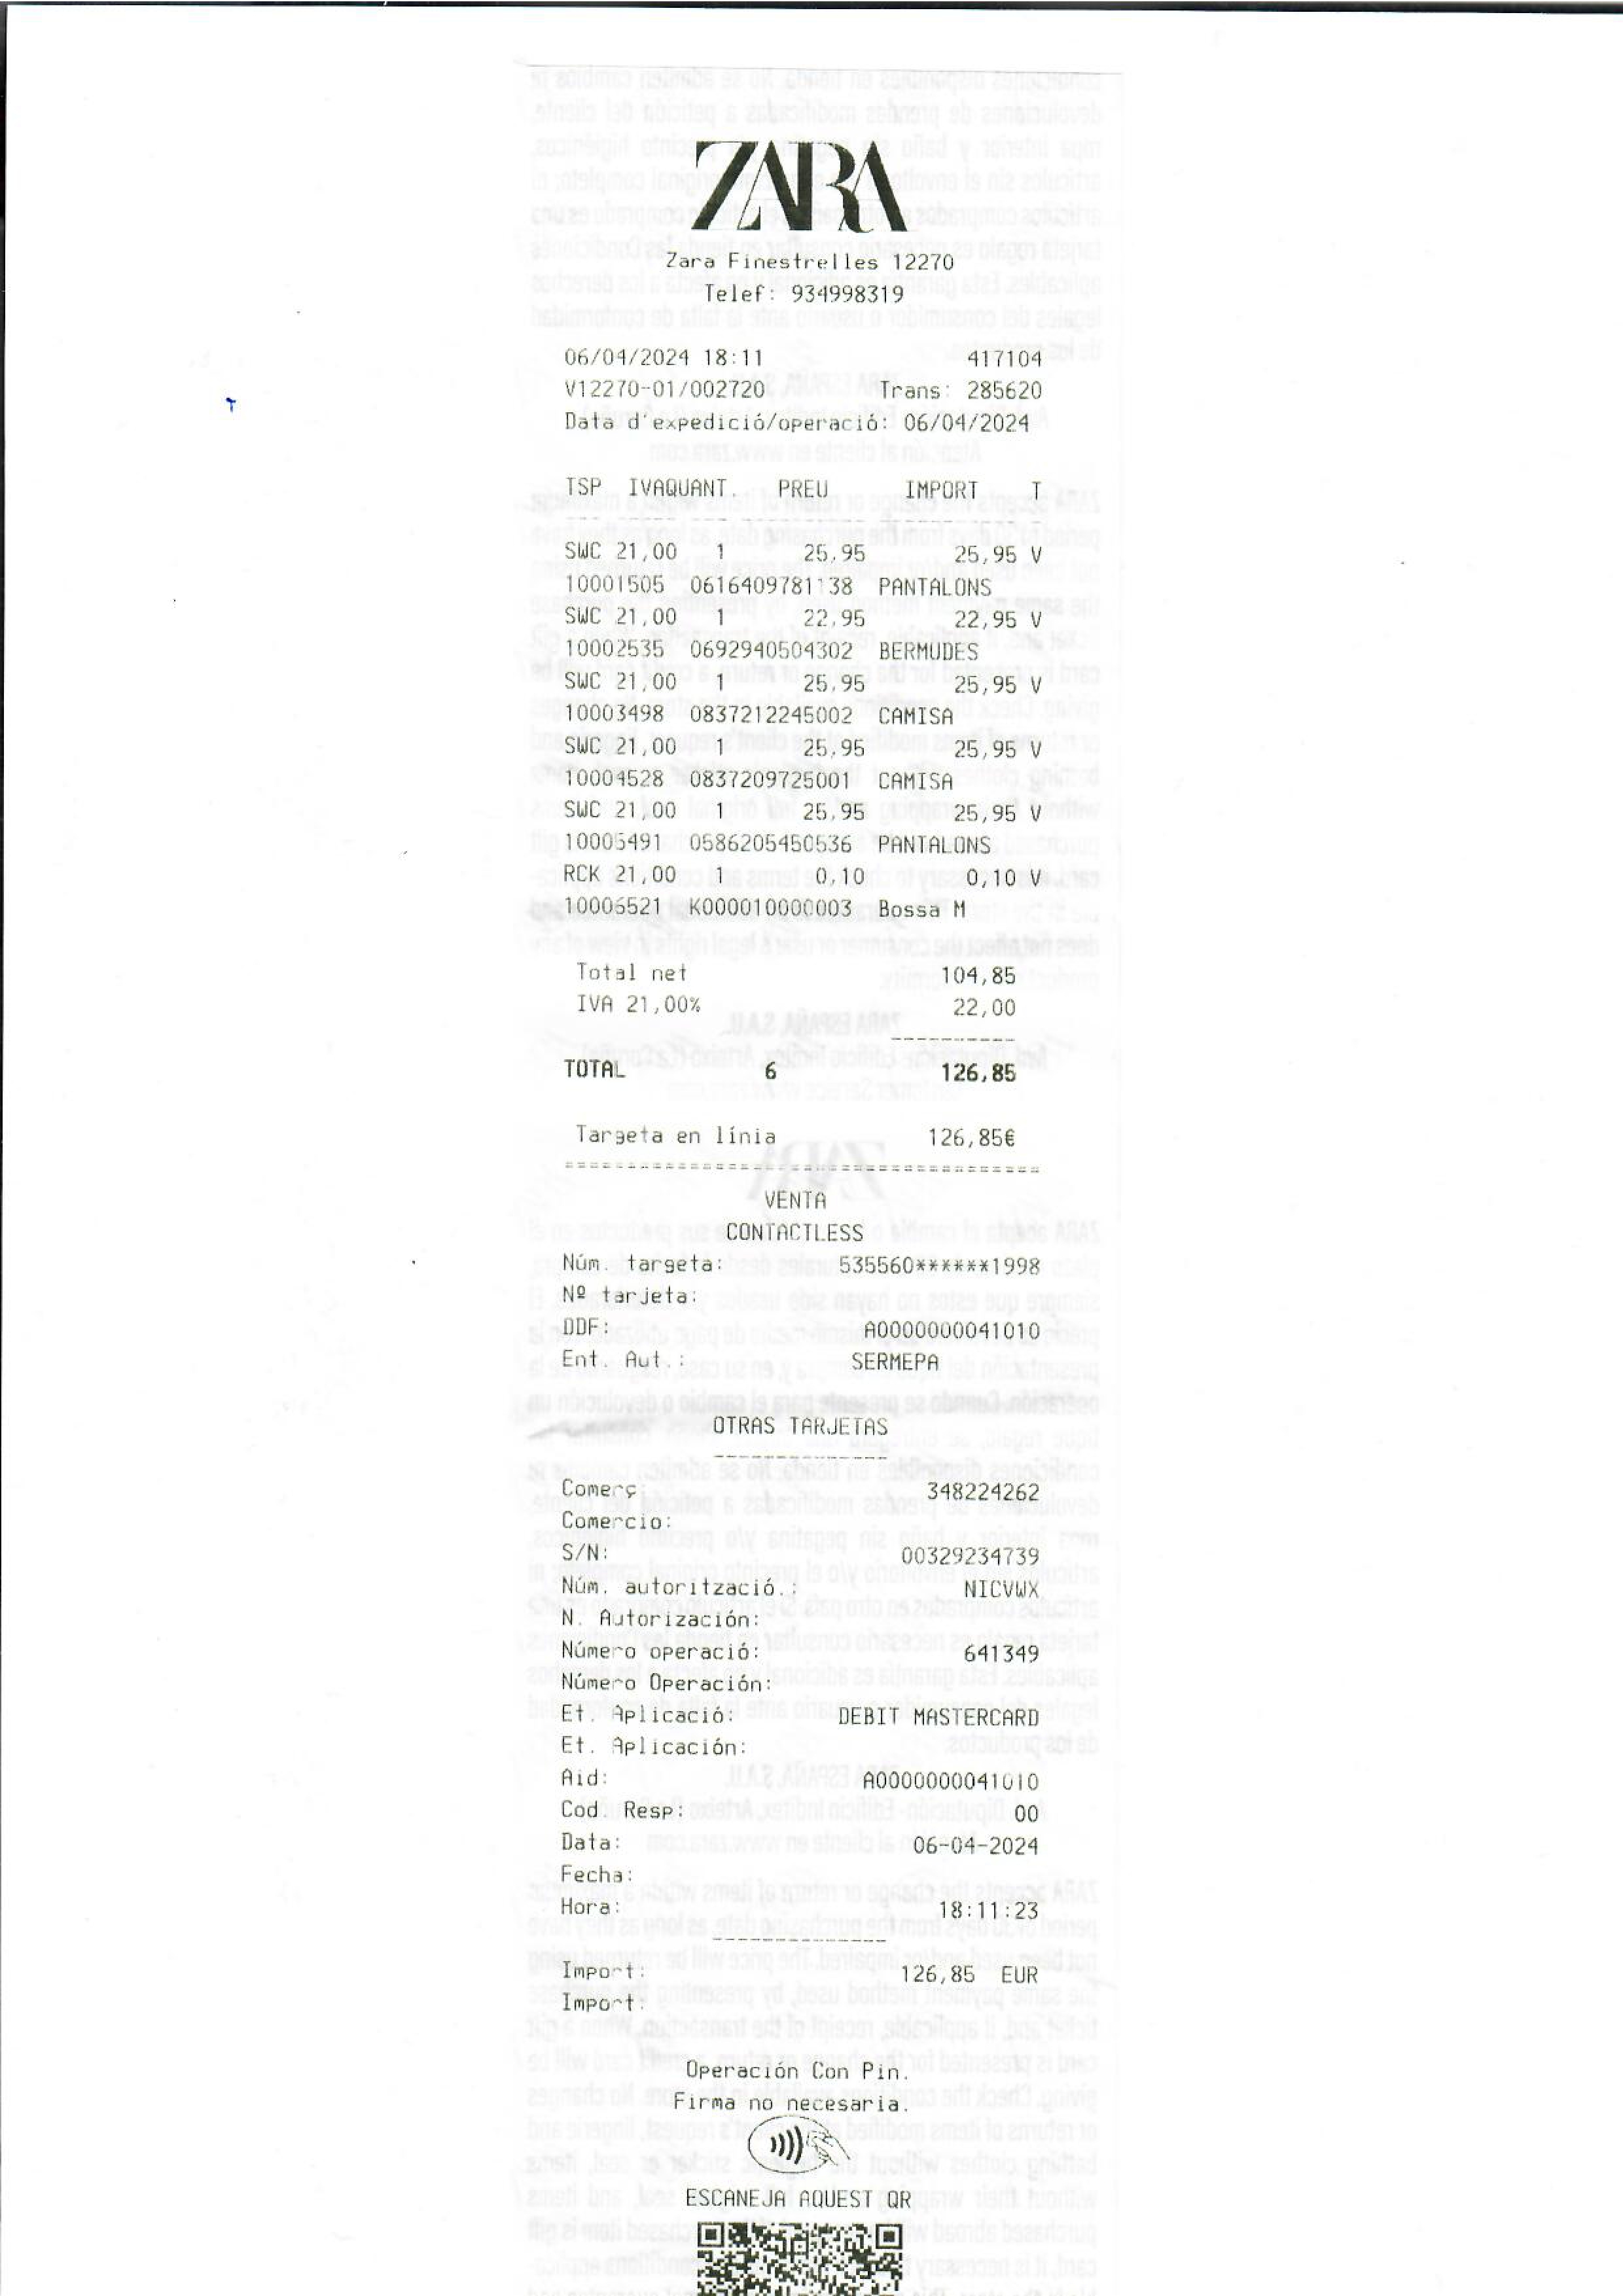 ZARA
Zara Finestrelles 12270
Telef: 934998319
06/04/2024 18:11 417104
V12270-01/002720 Trans: 285620
Data d'expedició/operació: 06/04/2024
TSP IVAQUANT. PREU IMPORT T
SWC 21,00 1 25,95 25,95 V
10001505 0616409781138 PANTALONS
SWC 21,00 1 22,95 22,95 V
10002535 0692940504302 BERMUDES
SWC 21,00 1 25,95 25,95 V
10003498 0837212245002 CAMISA
SWC 21,00 1 25,95 25,95 V
10004528 0837209725001 CAMISA
SWC 21,00 1 25,95 25,95 V
10005491 0586205450536 PANTALONS
RCK 21,00 1 0,10 0,10 V
10006521 K000010000003 Bossa M
Total net 104,85
IVA 21,00% 22,00
TOTAL 6 126,85
Targeta en línia 126,85€
VENTA
CONTACTLESS
Núm. targeta: 535560******1998
Nº tarjeta:
DDF: A0000000041010
Ent. Aut.: SERMEPA
OTRAS TARJETAS
Comerç: 348224262
Comercio:
S/N: 00329234739
Núm. autorització.: NICVWX
N. Autorización:
Número operació: 641349
Número Operación:
Et. Aplicació: DEBIT MASTERCARD
Et. Aplicación:
Aid: A0000000041010
Cod. Resp: 00
Data: 06-04-2024
Fecha:
Hora: 18:11:23
Import: 126,85 EUR
Import:
Operación Con Pin.
Firma no necesaria.
ESCANEJA AQUEST QR